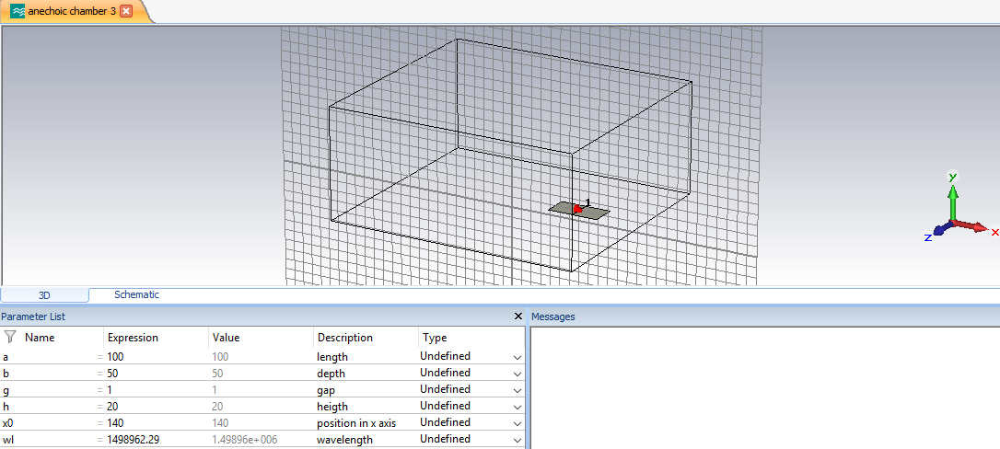 anechoic chamber 3
1
Y
X
Z
3D Schematic
Parameter List
Messages
Name Expression Value Description Type
a = 100 100 length Undefined
b = 50 50 depth Undefined
g = 1 1 gap Undefined
h = 20 20 heigth Undefined
x0 = 140 140 position in x axis Undefined
wl = 1498962.29 1.49896e+006 wavelength Undefined